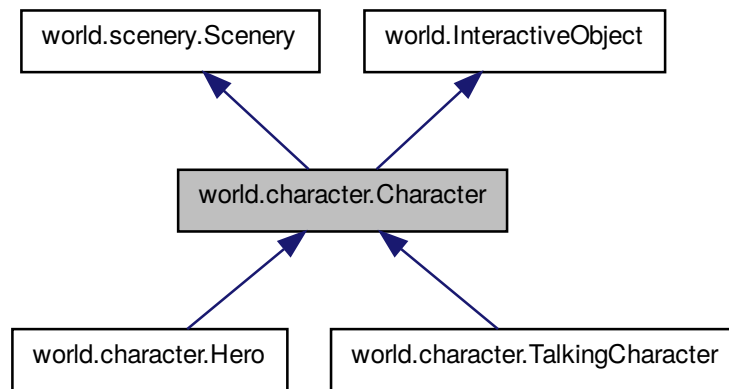 world.scenery.Scenery
world.InteractiveObject
world.character.Character
world.character.Hero
world.character.TalkingCharacter